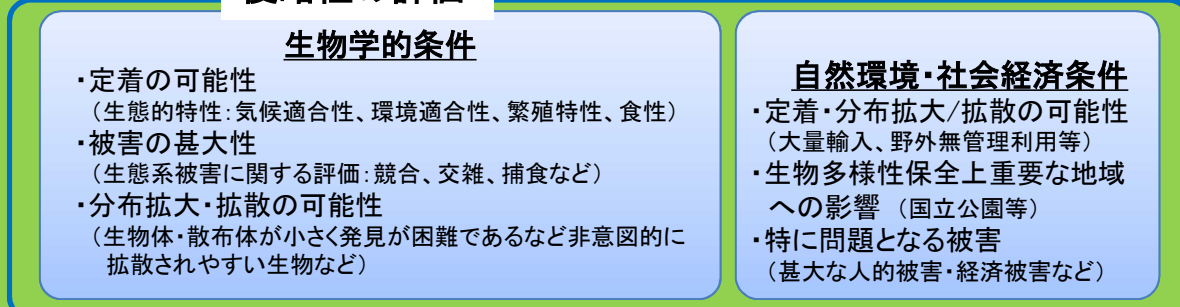 生物学的条件
・定着の可能性
（生態的特性：気候適合性、環境適合性、繁殖特性、食性）
・被害の甚大性
（生態系被害に関する評価：競合、交雑、捕食など）
・分布拡大・拡散の可能性
（生物体・散布体が小さく発見が困難であるなど非意図的に
拡散されやすい生物など）
自然環境・社会経済条件
・定着・分布拡大/拡散の可能性
（大量輸入、野外無管理利用等）
・生物多様性保全上重要な地域
への影響 （国立公園等）
・特に問題となる被害
（甚大な人的被害・経済被害など）